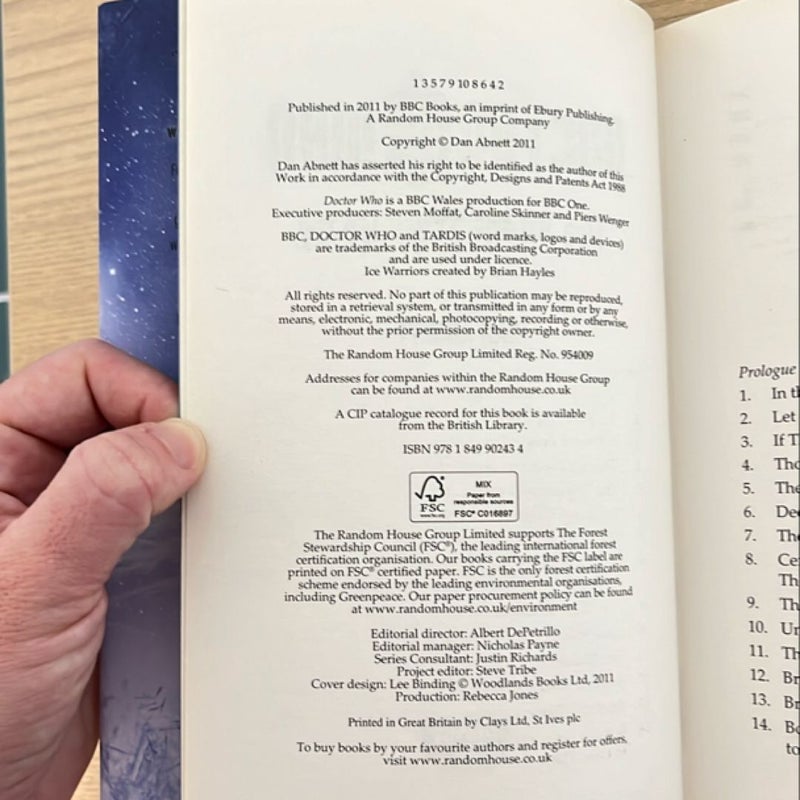 1 3 5 7 9 10 8 6 4 2
Published in 2011 by BBC Books, an imprint of Ebury Publishing.
A Random House Group Company
Copyright © Dan Abnett 2011
Dan Abnett has asserted his right to be identified as the author of this
Work in accordance with the Copyright, Designs and Patents Act 1988
Doctor Who is a BBC Wales production for BBC One.
Executive producers: Steven Moffat, Caroline Skinner and Piers Wenger
BBC, DOCTOR WHO and TARDIS (word marks, logos and devices)
are trademarks of the British Broadcasting Corporation
and are used under licence.
Ice Warriors created by Brian Hayles
All rights reserved. No part of this publication may be reproduced,
stored in a retrieval system, or transmitted in any form or by any
means, electronic, mechanical, photocopying, recording or otherwise,
without the prior permission of the copyright owner.
The Random House Group Limited Reg. No. 954009
Addresses for companies within the Random House Group
can be found at www.randomhouse.co.uk
A CIP catalogue record for this book is available
from the British Library.
ISBN 978 1 849 90243 4
FSC
www.fsc.org
MIX
Paper from
responsible sources
FSC® C016897
The Random House Group Limited supports The Forest
Stewardship Council (FSC®), the leading international forest
certification organisation. Our books carrying the FSC label are
printed on FSC® certified paper. FSC is the only forest certification
scheme endorsed by the leading environmental organisations,
including Greenpeace. Our paper procurement policy can be found
at www.randomhouse.co.uk/environment
Editorial director: Albert DePetrillo
Editorial manager: Nicholas Payne
Series Consultant: Justin Richards
Project editor: Steve Tribe
Cover design: Lee Binding © Woodlands Books Ltd, 2011
Production: Rebecca Jones
Printed in Great Britain by Clays Ltd, St Ives plc
To buy books by your favourite authors and register for offers,
visit www.randomhouse.co.uk
Prologue
1. In th
2. Let
3. If T
4. Tho
5. The
6. De
7. The
8. Ce
Th
9. Th
10. Un
11. Th
12. Br
13. Br
14. Be
to